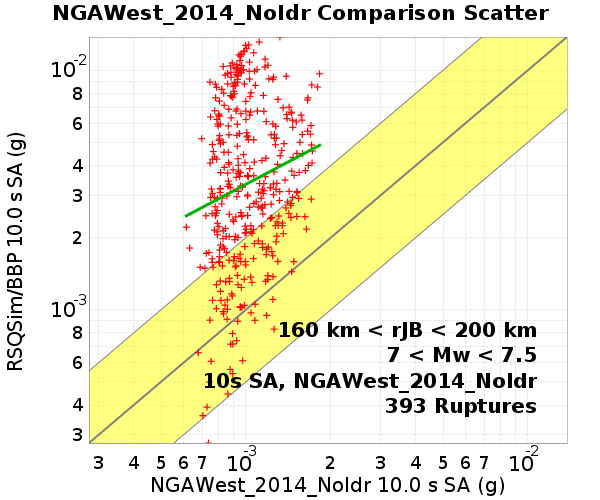 NGAWest_2014_NoIdr Comparison Scatter
RSQSim/BBP 10.0 s SA (g)
10-2
8
6
4
3
2
10-3
8
6
4
3
160 km < rJB < 200 km
7 < Mw < 7.5
10s SA, NGAWest_2014_NoIdr
393 Ruptures
3 4 5 6 7 10-3 2 3 4 5 6 7 10-2
NGAWest_2014_NoIdr 10.0 s SA (g)